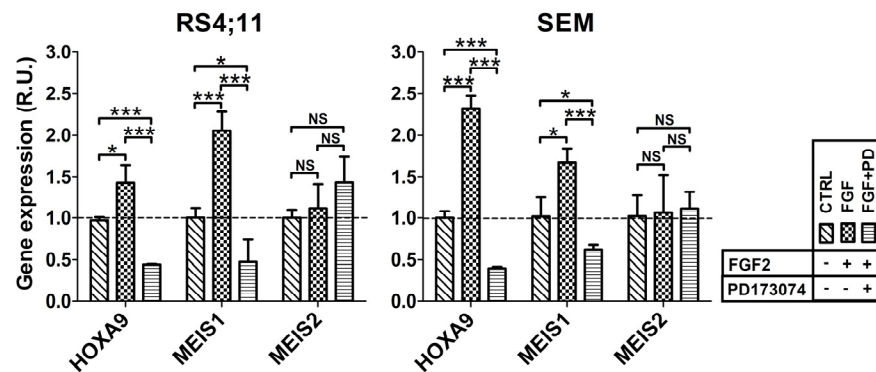 RS4;11
SEM
Gene expression (R.U.)
3.0
2.5
2.0
1.5
1.0
0.5
0.0
***
*
***
*
***
***
NS
NS
NS
HOXA9
MEIS1
MEIS2
3.0
2.5
2.0
1.5
1.0
0.5
0.0
***
***
***
*
*
***
NS
NS
NS
HOXA9
MEIS1
MEIS2
CTRL
FGF
FGF+PD
FGF2 - + +
PD173074 - - +